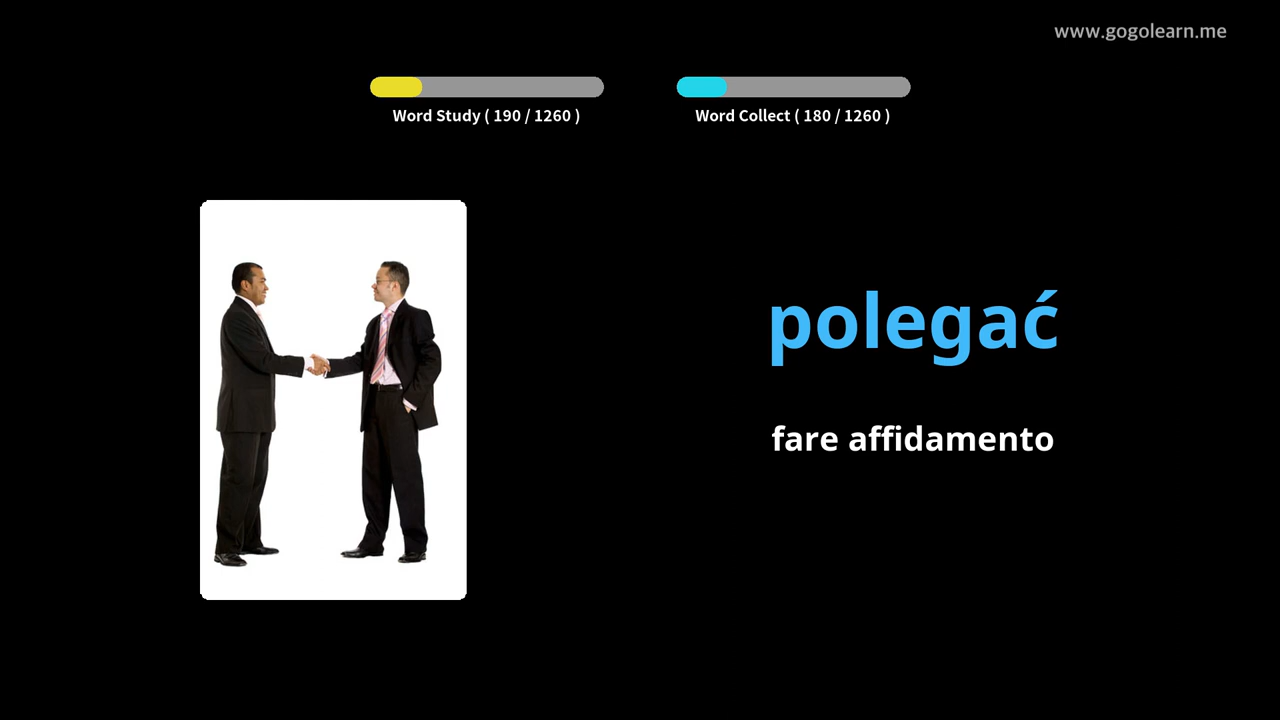 www.gogolearn.me
Word Study ( 190 / 1260 )
Word Collect ( 180 / 1260 )
polegać
fare affidamento